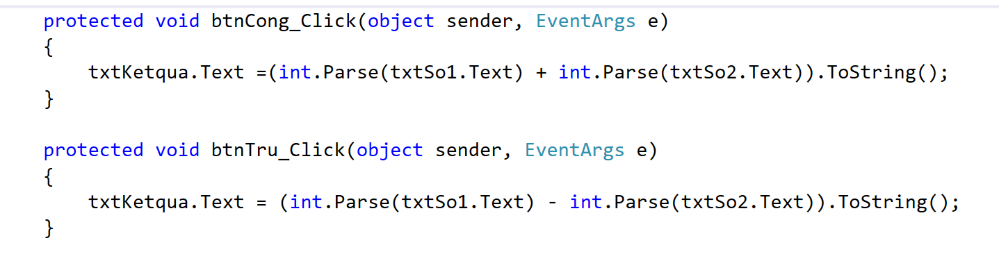 protected void btnCong_Click(object sender, EventArgs e)
{
    txtKetqua.Text =(int.Parse(txtSo1.Text) + int.Parse(txtSo2.Text)).ToString();
}
protected void btnTru_Click(object sender, EventArgs e)
{
    txtKetqua.Text = (int.Parse(txtSo1.Text) - int.Parse(txtSo2.Text)).ToString();
}